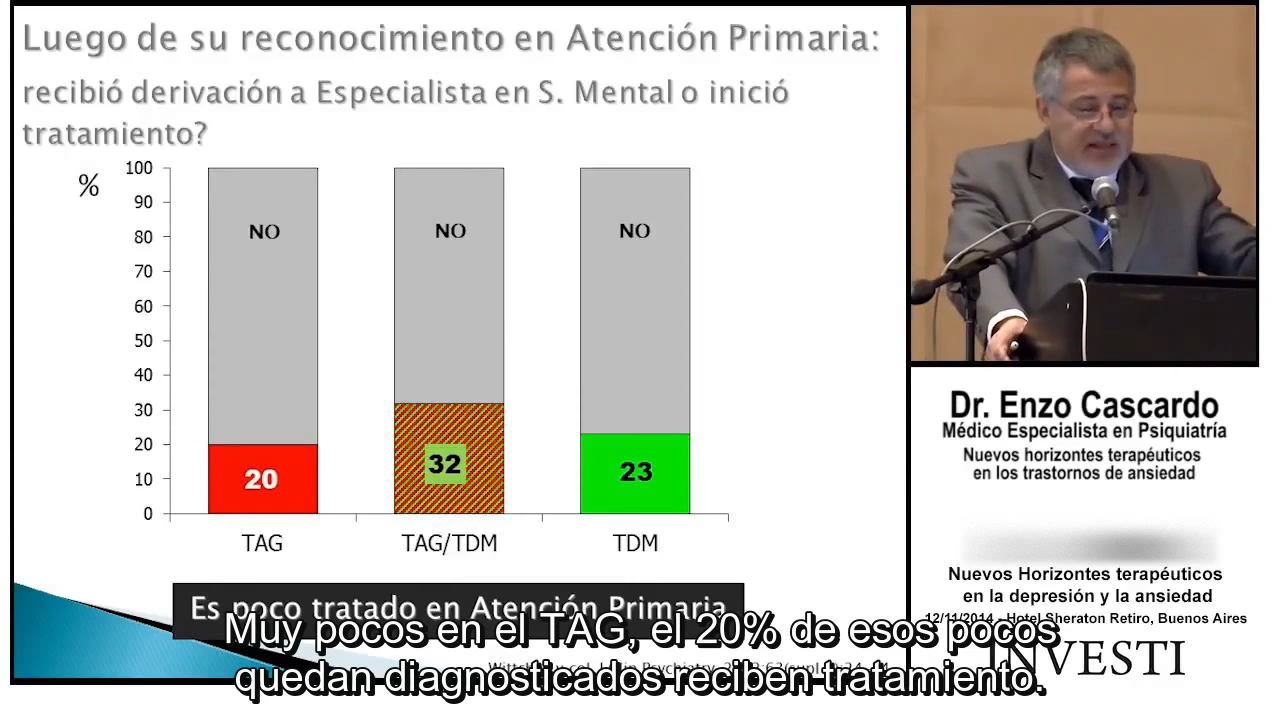 Luego de su reconocimiento en Atención Primaria:
recibió derivación a Especialista en S. Mental o inició
tratamiento?
%
100
90
80
70
60
50
40
30
20
10
0
NO
NO
NO
20
32
23
TAG
TAG/TDM
TDM
Es poco tratado en Atención Primaria
Muy pocos en el TAG, el 20% de esos pocos
quedan diagnosticados reciben tratamiento.
Dr. Enzo Cascardo
Médico Especialista en Psiquiatría
Nuevos horizontes terapéuticos
en los trastornos de ansiedad
Nuevos Horizontes terapéuticos
en la depresión y la ansiedad
12/11/2014 - Hotel Sheraton Retiro, Buenos Aires
INVESTI